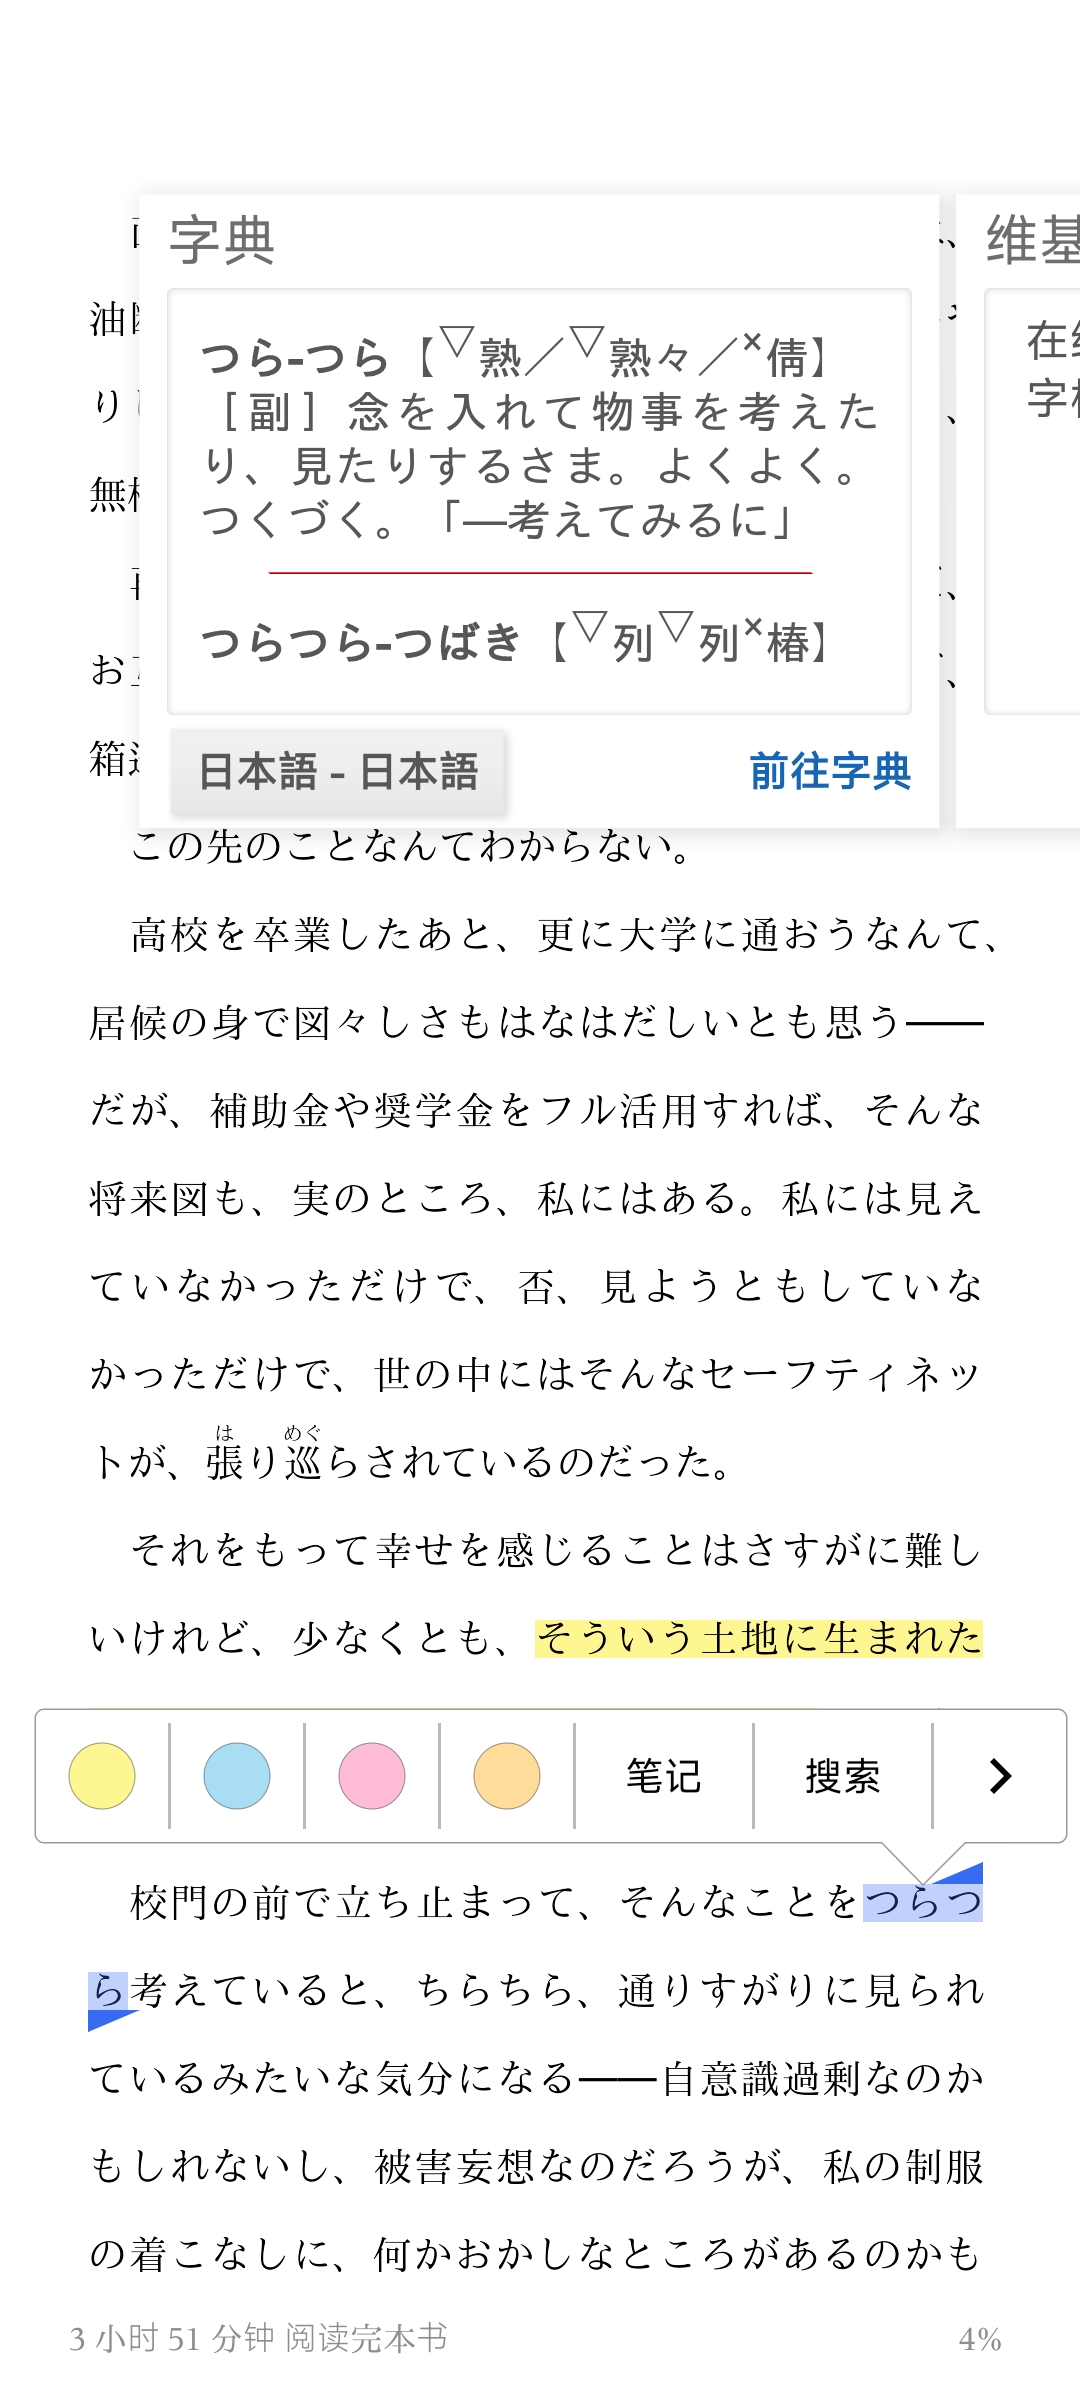 字典
维基
つら-つら【▽熟／▽熟々／×倩】
［副］念を入れて物事を考えた
り、見たりするさま。よくよく。
つくづく。「—考えてみるに」
つらつら-つばき【▽列▽列×椿】
日本語 - 日本語
前往字典
在维
字
油
り
無
お
箱
この先のことなんてわからない。
高校を卒業したあと、更に大学に通おうなんて、
居候の身で図々しさもはなはだしいとも思う――
だが、補助金や奨学金をフル活用すれば、そんな
将来図も、実のところ、私にはある。私には見え
ていなかっただけで、否、見ようともしていな
かっただけで、世の中にはそんなセーフティネッ
は めぐ
トが、張り巡らされているのだった。
それをもって幸せを感じることはさすがに難し
いけれど、少なくとも、そういう土地に生まれた
笔记
搜索
校門の前で立ち止まって、そんなことをつらつ
ら考えていると、ちらちら、通りすがりに見られ
ているみたいな気分になる――自意識過剰なのか
もしれないし、被害妄想なのだろうが、私の制服
の着こなしに、何かおかしなところがあるのかも
3 小时 51 分钟 阅读完本书
4%